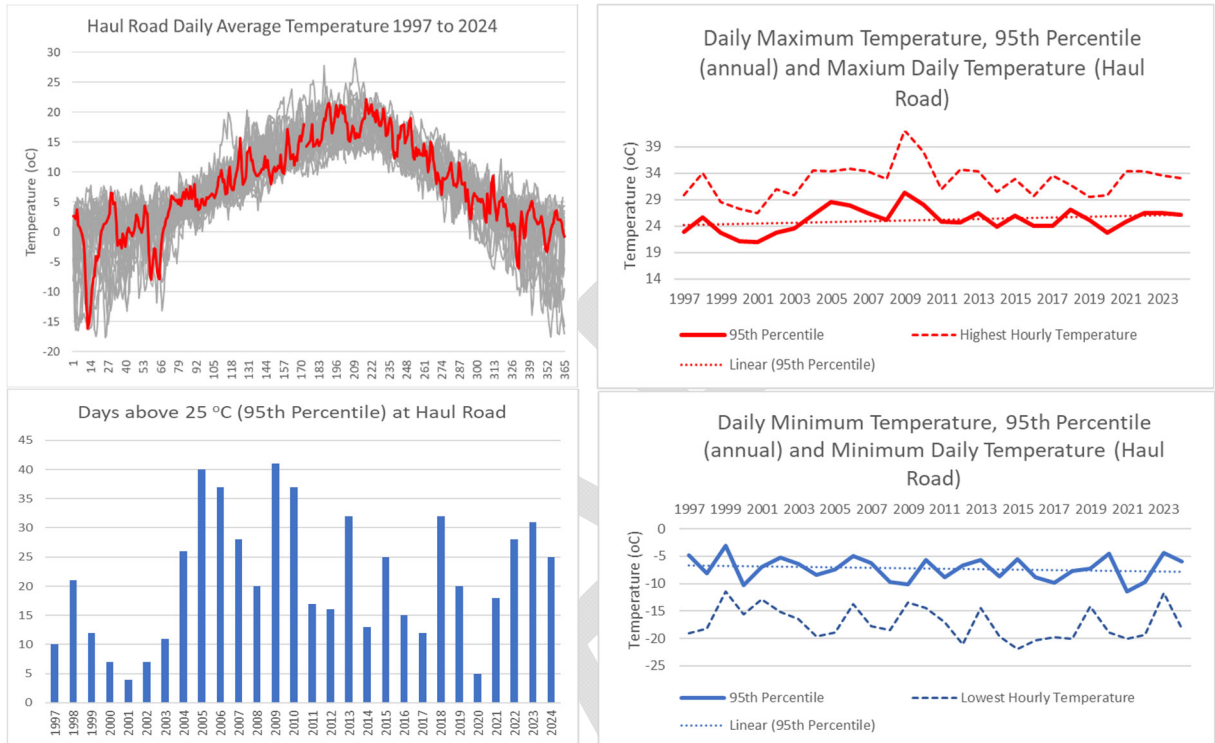 Haul Road Daily Average Temperature 1997 to 2024
Temperature (oC)
30
25
20
15
10
5
0
-5
-10
-15
-20
1 14 27 40 53 66 79 92 105 118 131 144 157 170 183 196 209 222 235 248 261 274 287 300 313 326 339 352 365
Daily Maximum Temperature, 95th Percentile
(annual) and Maxium Daily Temperature (Haul
Road)
Temperature (oC)
39
34
29
24
19
14
1997 1999 2001 2003 2005 2007 2009 2011 2013 2015 2017 2019 2021 2023
95th Percentile
Highest Hourly Temperature
Linear (95th Percentile)
Days above 25 °C (95th Percentile) at Haul Road
45
40
35
30
25
20
15
10
5
0
1997 1998 1999 2000 2001 2002 2003 2004 2005 2006 2007 2008 2009 2010 2011 2012 2013 2014 2015 2016 2017 2018 2019 2020 2021 2022 2023 2024
Daily Minimum Temperature, 95th Percentile
(annual) and Minimum Daily Temperature (Haul
Road)
1997 1999 2001 2003 2005 2007 2009 2011 2013 2015 2017 2019 2021 2023
Temperature (oC)
0
-5
-10
-15
-20
-25
95th Percentile
Lowest Hourly Temperature
Linear (95th Percentile)